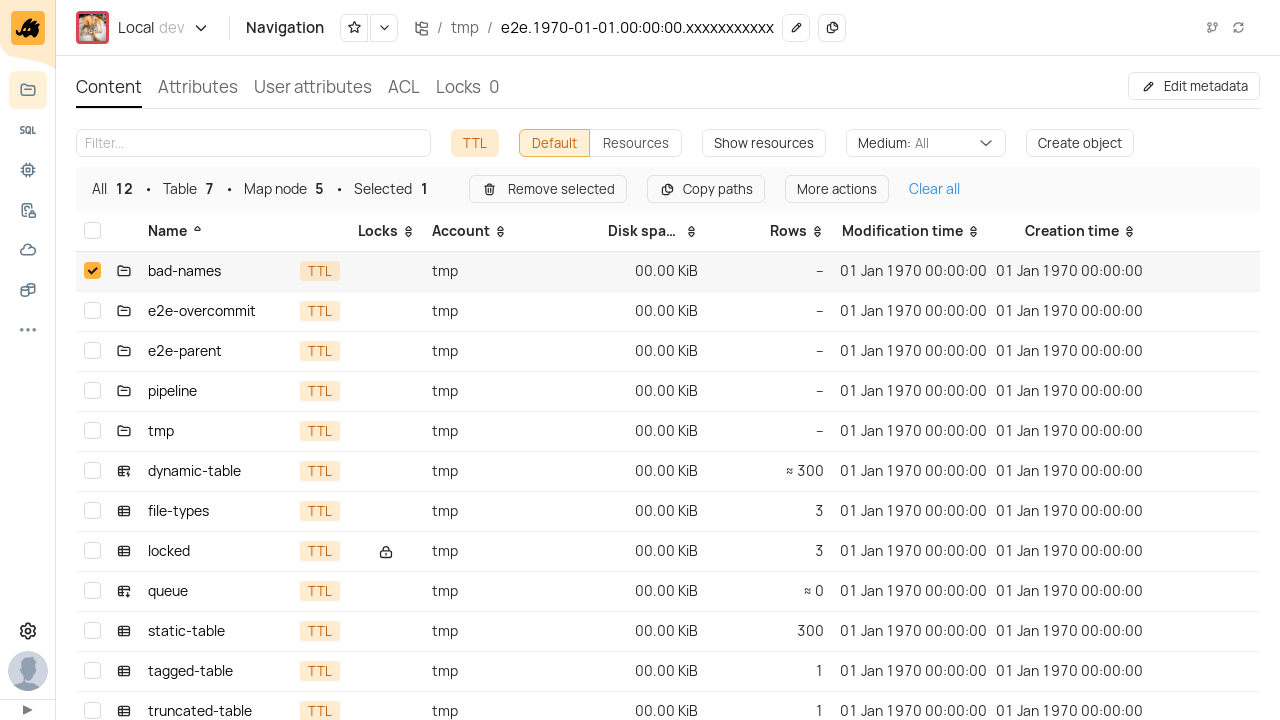 Local dev Navigation / tmp / e2e.1970-01-01.00:00:00.xxxxxxxxxxx
Content Attributes User attributes ACL Locks 0 Edit metadata
SQL
Filter... TTL Default Resources Show resources Medium: All Create object
All 12 • Table 7 • Map node 5 • Selected 1 Remove selected Copy paths More actions Clear all
Name Locks Account Disk spa... Rows Modification time Creation time
bad-names TTL tmp 00.00 KiB – 01 Jan 1970 00:00:00 01 Jan 1970 00:00:00
e2e-overcommit TTL tmp 00.00 KiB – 01 Jan 1970 00:00:00 01 Jan 1970 00:00:00
e2e-parent TTL tmp 00.00 KiB – 01 Jan 1970 00:00:00 01 Jan 1970 00:00:00
pipeline TTL tmp 00.00 KiB – 01 Jan 1970 00:00:00 01 Jan 1970 00:00:00
tmp TTL tmp 00.00 KiB – 01 Jan 1970 00:00:00 01 Jan 1970 00:00:00
dynamic-table TTL tmp 00.00 KiB ≈ 300 01 Jan 1970 00:00:00 01 Jan 1970 00:00:00
file-types TTL tmp 00.00 KiB 3 01 Jan 1970 00:00:00 01 Jan 1970 00:00:00
locked TTL tmp 00.00 KiB 3 01 Jan 1970 00:00:00 01 Jan 1970 00:00:00
queue TTL tmp 00.00 KiB ≈ 0 01 Jan 1970 00:00:00 01 Jan 1970 00:00:00
static-table TTL tmp 00.00 KiB 300 01 Jan 1970 00:00:00 01 Jan 1970 00:00:00
tagged-table TTL tmp 00.00 KiB 1 01 Jan 1970 00:00:00 01 Jan 1970 00:00:00
truncated-table TTL tmp 00.00 KiB 1 01 Jan 1970 00:00:00 01 Jan 1970 00:00:00